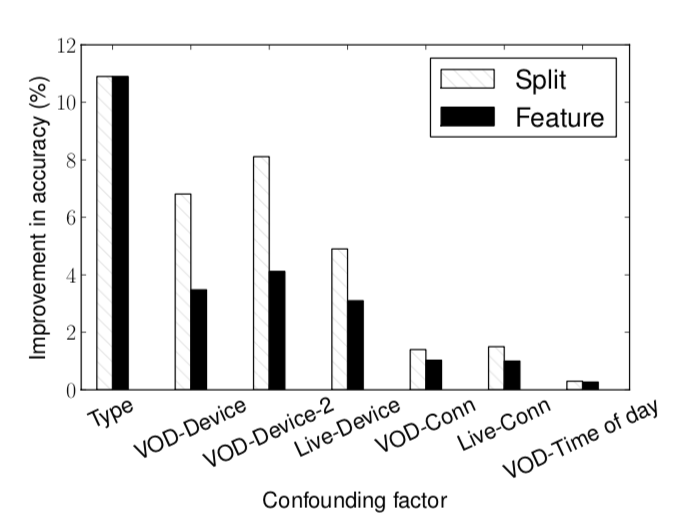 Improvement in accuracy (%)
12
10
8
6
4
2
0
Split
Feature
Type
VOD-Device
VOD-Device-2
Live-Device
VOD-Conn
Live-Conn
VOD-Time of day
Confounding factor